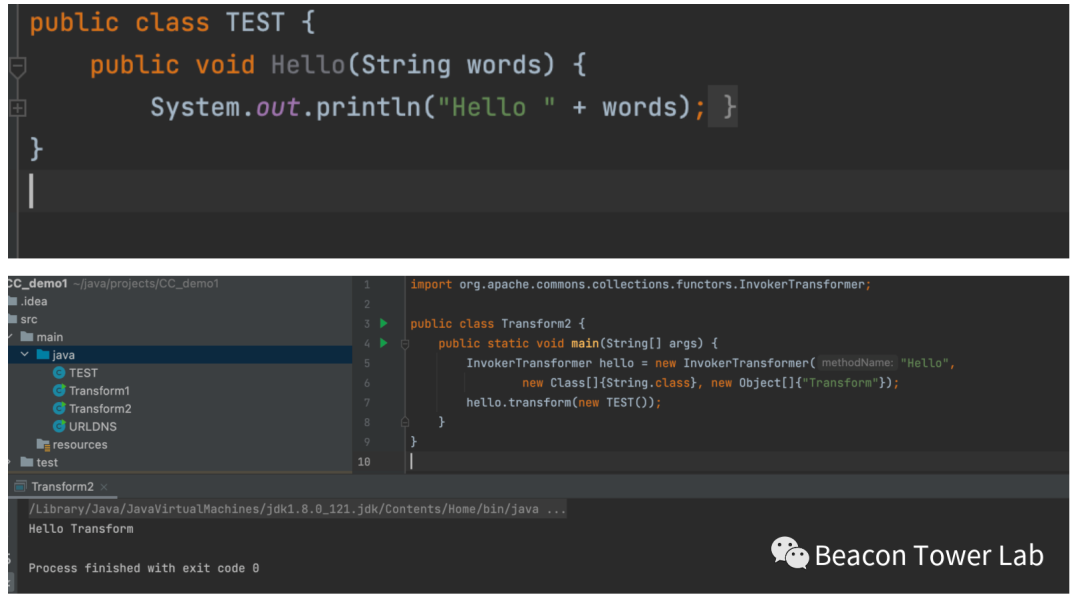 public class TEST {
public void Hello(String words) {
System.out.println("Hello " + words); }
}
CC_demo1 ~/java/projects/CC_demo1
.idea
src
main
java
TEST
Transform1
Transform2
URLDNS
resources
test
1 import org.apache.commons.collections.functors.InvokerTransformer;
2
3 public class Transform2 {
4 public static void main(String[] args) {
5 InvokerTransformer hello = new InvokerTransformer( methodName: "Hello",
6 new Class[]{String.class}, new Object[]{"Transform"});
7 hello.transform(new TEST());
8 }
9 }
10
Transform2 ×
/Library/Java/JavaVirtualMachines/jdk1.8.0_121.jdk/Contents/Home/bin/java ...
Hello Transform
Process finished with exit code 0
Beacon Tower Lab